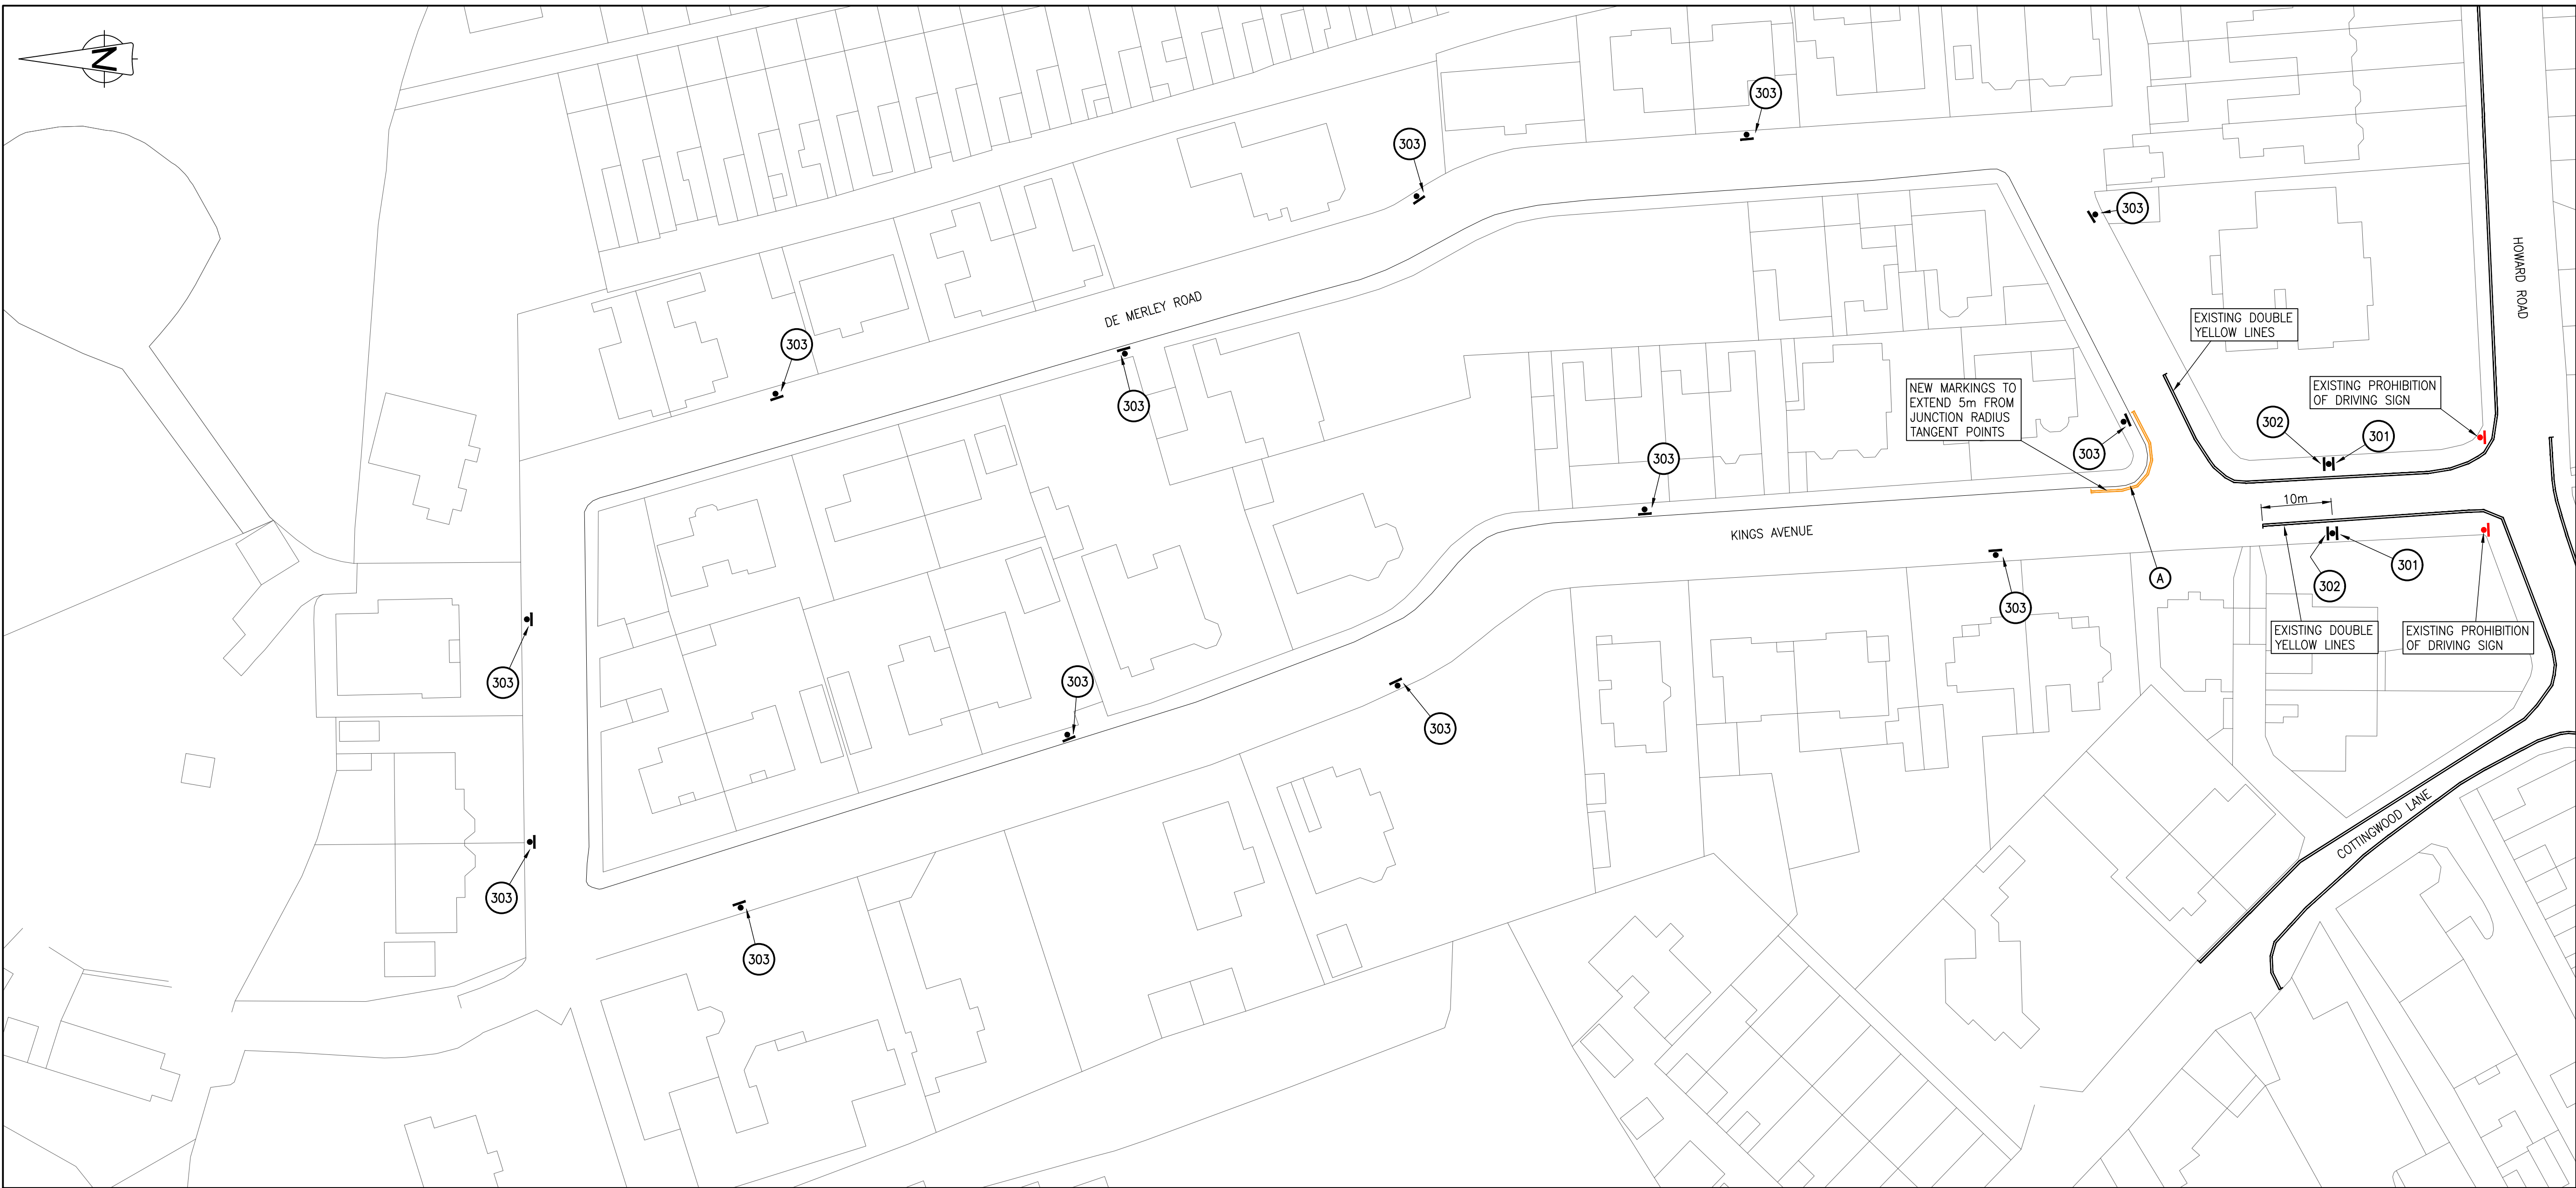 N
303
303
303
HOWARD ROAD
DE MERLEY ROAD
EXISTING DOUBLE
YELLOW LINES
303
303
NEW MARKINGS TO
EXTEND 5m FROM
JUNCTION RADIUS
TANGENT POINTS
EXISTING PROHIBITION
OF DRIVING SIGN
302
301
303
303
10m
KINGS AVENUE
A
301
302
303
EXISTING DOUBLE
YELLOW LINES
EXISTING PROHIBITION
OF DRIVING SIGN
303
303
303
COTTINGWOOD LANE
303
303